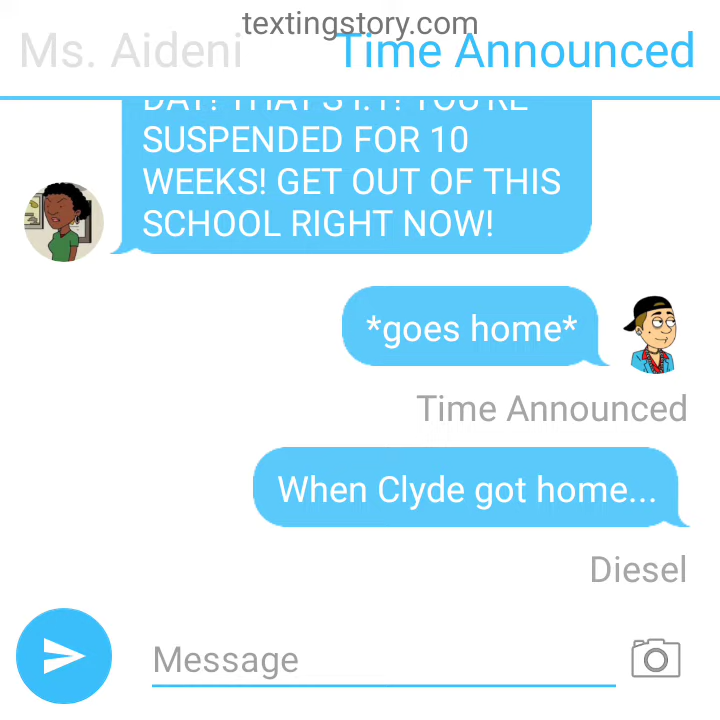 textingstory.com
Ms. Aideni
Time Announced
SUSPENDED FOR 10
WEEKS! GET OUT OF THIS
SCHOOL RIGHT NOW!
*goes home*
Time Announced
When Clyde got home...
Diesel
Message